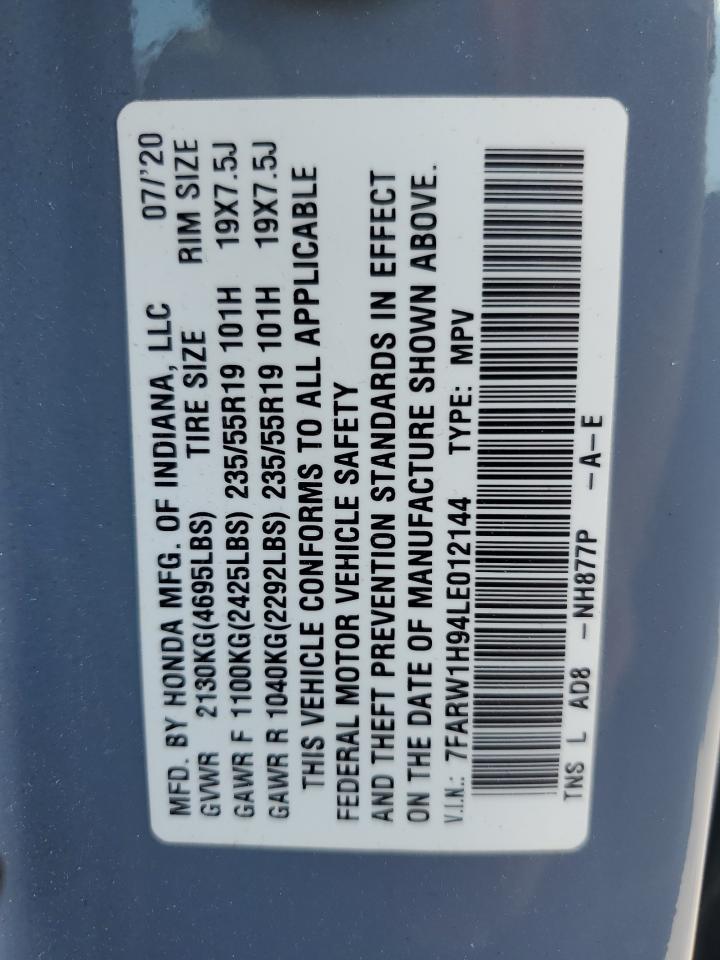 MFD. BY HONDA MFG. OF INDIANA, LLC 07/'20
GVWR 2130KG(4695LBS) TIRE SIZE RIM SIZE
GAWR F 1100KG(2425LBS) 235/55R19 101H 19X7.5J
GAWR R 1040KG(2292LBS) 235/55R19 101H 19X7.5J
THIS VEHICLE CONFORMS TO ALL APPLICABLE
FEDERAL MOTOR VEHICLE SAFETY
AND THEFT PREVENTION STANDARDS IN EFFECT
ON THE DATE OF MANUFACTURE SHOWN ABOVE.
V.I.N.: 7FARW1H94LE012144 TYPE: MPV
TNS L AD8 -NH877P -A-E